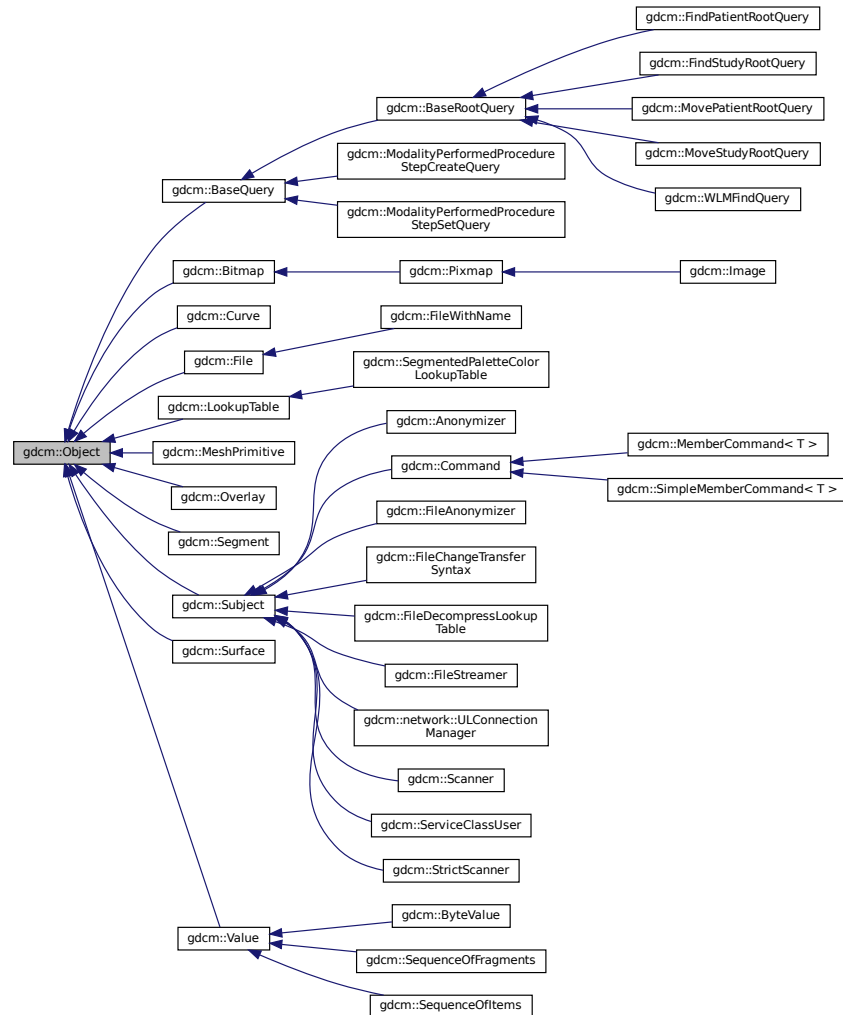 gdcm::FindPatientRootQuery
gdcm::FindStudyRootQuery
gdcm::BaseRootQuery
gdcm::MovePatientRootQuery
gdcm::MoveStudyRootQuery
gdcm::ModalityPerformedProcedure
StepCreateQuery
gdcm::BaseQuery
gdcm::WLMFindQuery
gdcm::ModalityPerformedProcedure
StepSetQuery
gdcm::Bitmap
gdcm::Pixmap
gdcm::Image
gdcm::Curve
gdcm::FileWithName
gdcm::File
gdcm::SegmentedPaletteColor
LookupTable
gdcm::LookupTable
gdcm::Anonymizer
gdcm::Object
gdcm::MeshPrimitive
gdcm::Command
gdcm::MemberCommand< T >
gdcm::SimpleMemberCommand< T >
gdcm::Overlay
gdcm::FileAnonymizer
gdcm::Segment
gdcm::FileChangeTransfer
Syntax
gdcm::Subject
gdcm::FileDecompressLookup
Table
gdcm::Surface
gdcm::FileStreamer
gdcm::network::ULConnection
Manager
gdcm::Scanner
gdcm::ServiceClassUser
gdcm::StrictScanner
gdcm::ByteValue
gdcm::Value
gdcm::SequenceOfFragments
gdcm::SequenceOfItems